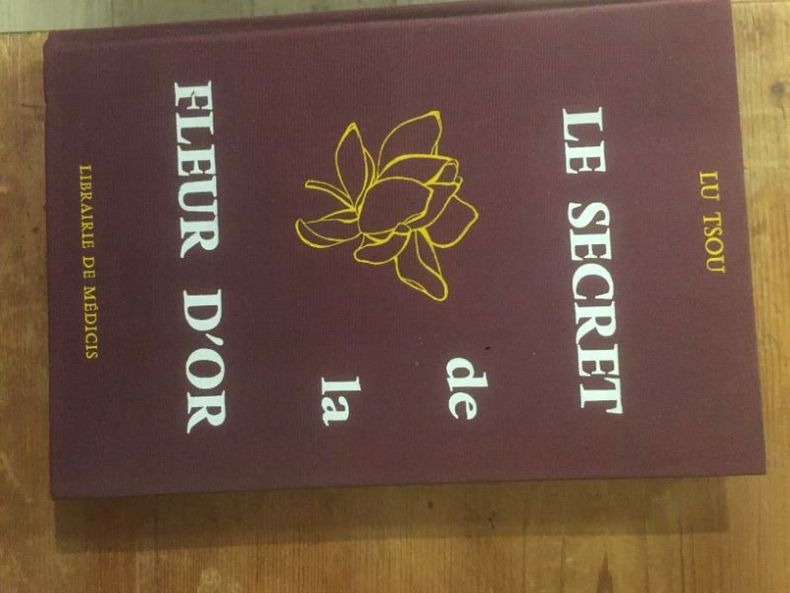 LU TSOU
LE SECRET
de
la
FLEUR D'OR
LIBRAIRIE DE MÉDICIS